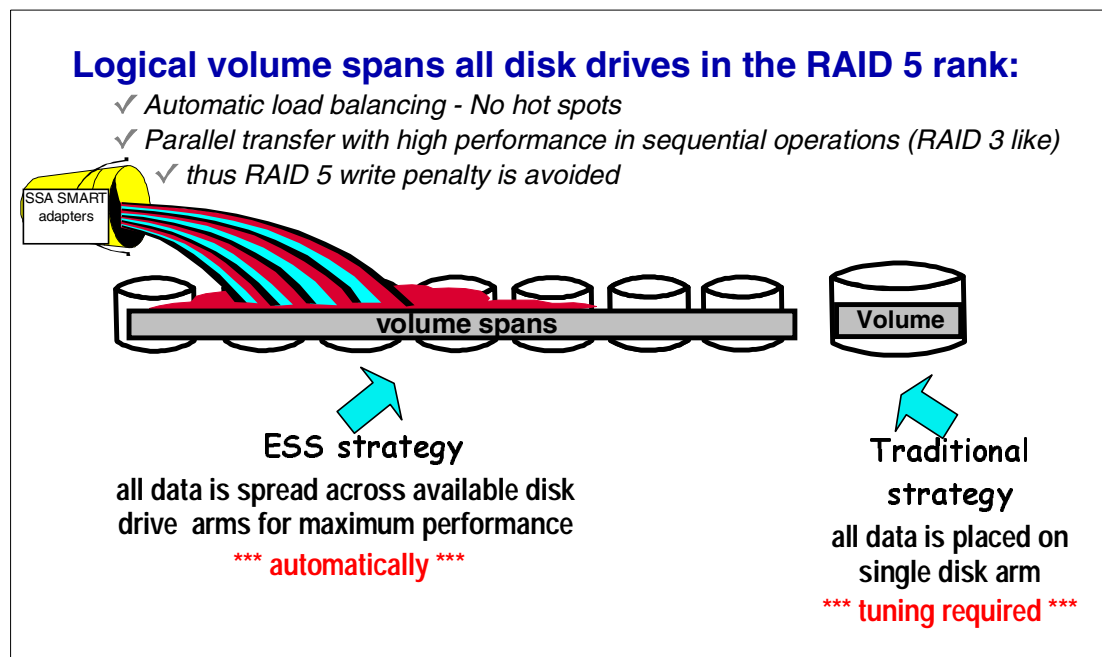 Logical volume spans all disk drives in the RAID 5 rank:
✓ Automatic load balancing - No hot spots
✓ Parallel transfer with high performance in sequential operations (RAID 3 like)
✓ thus RAID 5 write penalty is avoided
SSA SMART
adapters
volume spans
Volume
ESS strategy
all data is spread across available disk
drive arms for maximum performance
*** automatically ***
Traditional
strategy
all data is placed on
single disk arm
*** tuning required ***